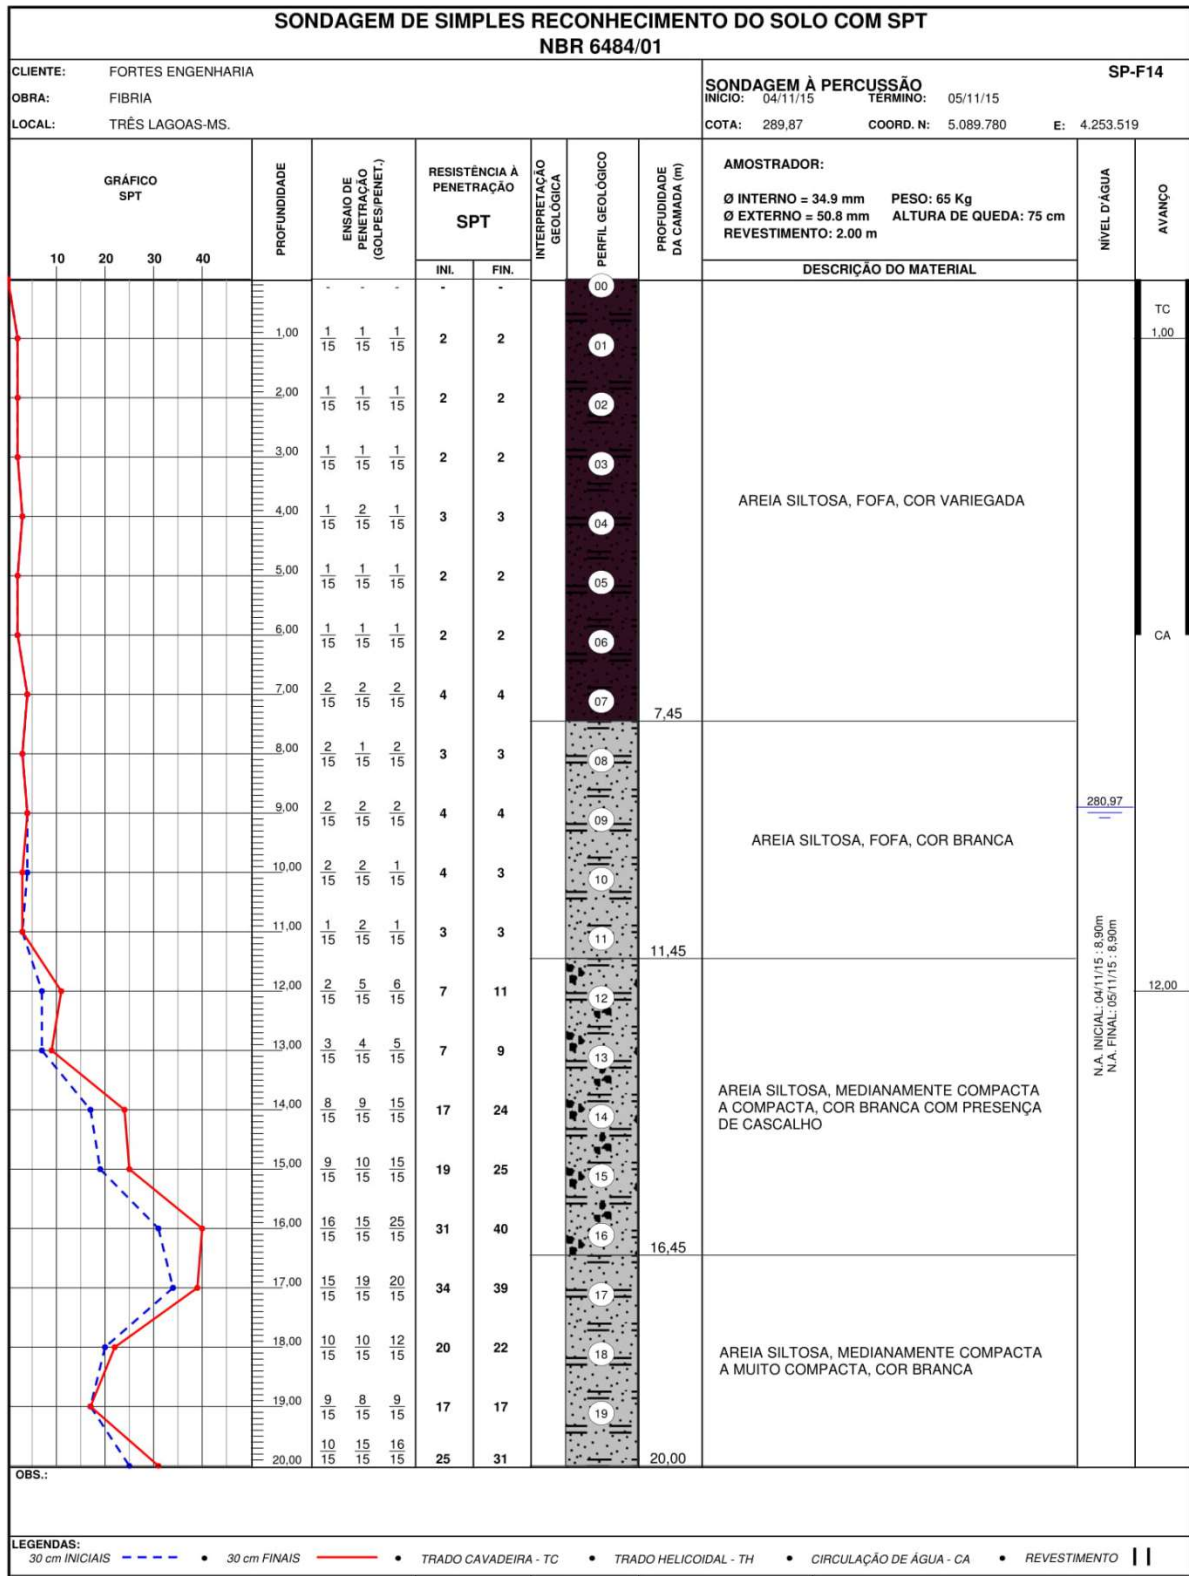 SONDAGEM DE SIMPLES RECONHECIMENTO DO SOLO COM SPT
NBR 6484/01
CLIENTE: FORTES ENGENHARIA
OBRA: FIBRIA
LOCAL: TRÊS LAGOAS-MS.
SP-F14
SONDAGEM À PERCUSSÃO
INÍCIO: 04/11/15 TÉRMINO: 05/11/15
COTA: 289,87 COORD. N: 5.089.780 E: 4.253.519
GRÁFICO
SPT
10 20 30 40
PROFUNDIDADE
ENSAIO DE
PENETRAÇÃO
(GOLPES/PENET.)
RESISTÊNCIA À
PENETRAÇÃO
SPT
INI. FIN.
INTERPRETAÇÃO
GEOLÓGICA
PERFIL GEOLÓGICO
PROFUDIDADE
DA CAMADA (m)
AMOSTRADOR:
Ø INTERNO = 34.9 mm PESO: 65 Kg
Ø EXTERNO = 50.8 mm ALTURA DE QUEDA: 75 cm
REVESTIMENTO: 2.00 m
DESCRIÇÃO DO MATERIAL
NÍVEL D'ÁGUA
AVANÇO
- - - - - 00
1,00 1/15 1/15 1/15 2 2 01
2,00 1/15 1/15 1/15 2 2 02
3,00 1/15 1/15 1/15 2 2 03
4,00 1/15 2/15 1/15 3 3 04
5,00 1/15 1/15 1/15 2 2 05
6,00 1/15 1/15 1/15 2 2 06
7,00 2/15 2/15 2/15 4 4 07
8,00 2/15 1/15 2/15 3 3 08
9,00 2/15 2/15 2/15 4 4 09
10,00 2/15 2/15 1/15 4 3 10
11,00 1/15 2/15 1/15 3 3 11
12,00 2/15 5/15 6/15 7 11 12
13,00 3/15 4/15 5/15 7 9 13
14,00 8/15 9/15 15/15 17 24 14
15,00 9/15 10/15 15/15 19 25 15
16,00 16/15 15/15 25/15 31 40 16
17,00 15/15 19/15 20/15 34 39 17
18,00 10/15 10/15 12/15 20 22 18
19,00 9/15 8/15 9/15 17 17 19
20,00 10/15 15/15 16/15 25 31
7,45
11,45
16,45
20,00
AREIA SILTOSA, FOFA, COR VARIEGADA
AREIA SILTOSA, FOFA, COR BRANCA
AREIA SILTOSA, MEDIANAMENTE COMPACTA
A COMPACTA, COR BRANCA COM PRESENÇA
DE CASCALHO
AREIA SILTOSA, MEDIANAMENTE COMPACTA
A MUITO COMPACTA, COR BRANCA
280,97
N.A. INICIAL: 04/11/15 : 8,90m
N.A. FINAL: 05/11/15 : 8,90m
TC
1,00
CA
12,00
OBS.:
LEGENDAS:
30 cm INICIAIS • 30 cm FINAIS • TRADO CAVADEIRA - TC • TRADO HELICOIDAL - TH • CIRCULAÇÃO DE ÁGUA - CA • REVESTIMENTO